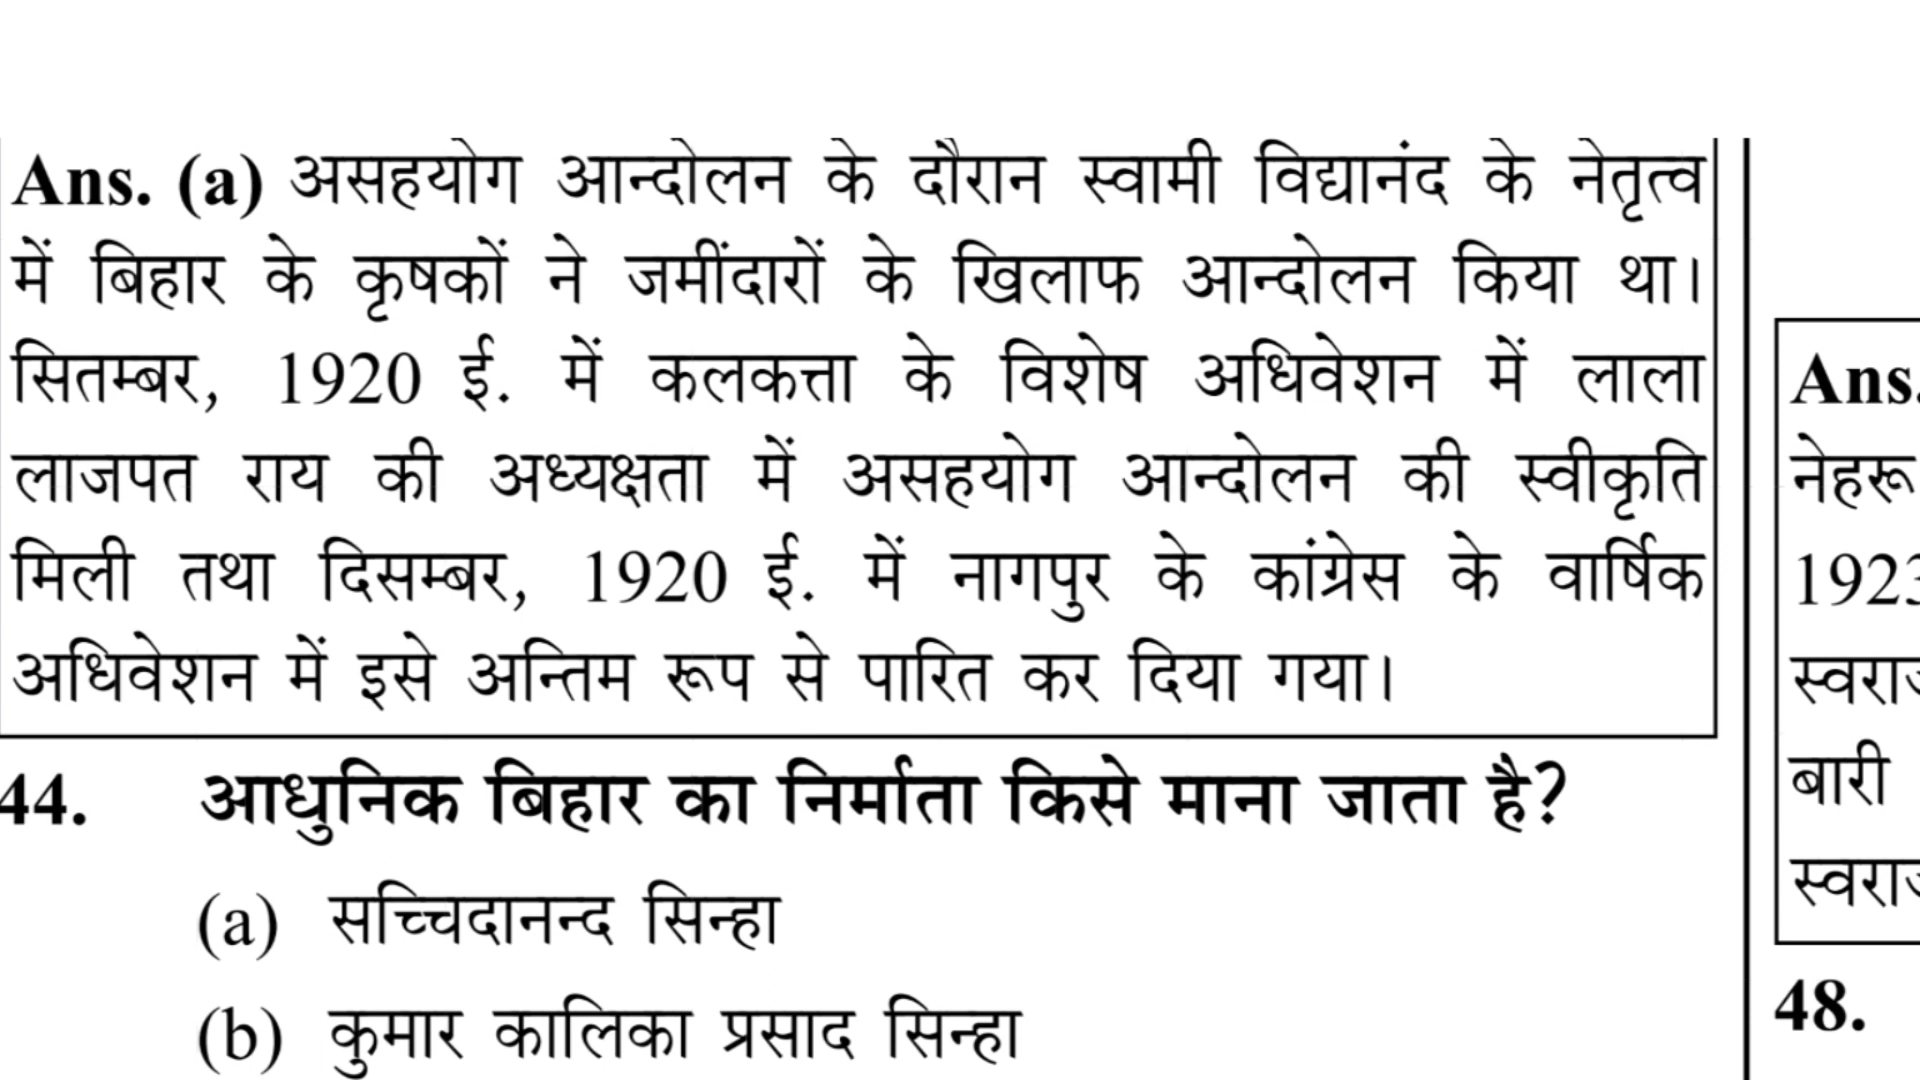 Ans. (a) असहयोग आन्दोलन के दौरान स्वामी विद्यानंद के नेतृत्व
में बिहार के कृषकों ने जमींदारों के खिलाफ आन्दोलन किया था।
सितम्बर, 1920 ई. में कलकत्ता के विशेष अधिवेशन में लाला
लाजपत राय की अध्यक्षता में असहयोग आन्दोलन की स्वीकृति
मिली तथा दिसम्बर, 1920 ई. में नागपुर के कांग्रेस के वार्षिक
अधिवेशन में इसे अन्तिम रूप से पारित कर दिया गया।
44. आधुनिक बिहार का निर्माता किसे माना जाता है?
(a) सच्चिदानन्द सिन्हा
(b) कुमार कालिका प्रसाद सिन्हा
Ans.
नेहरू
1923
बारी
48.